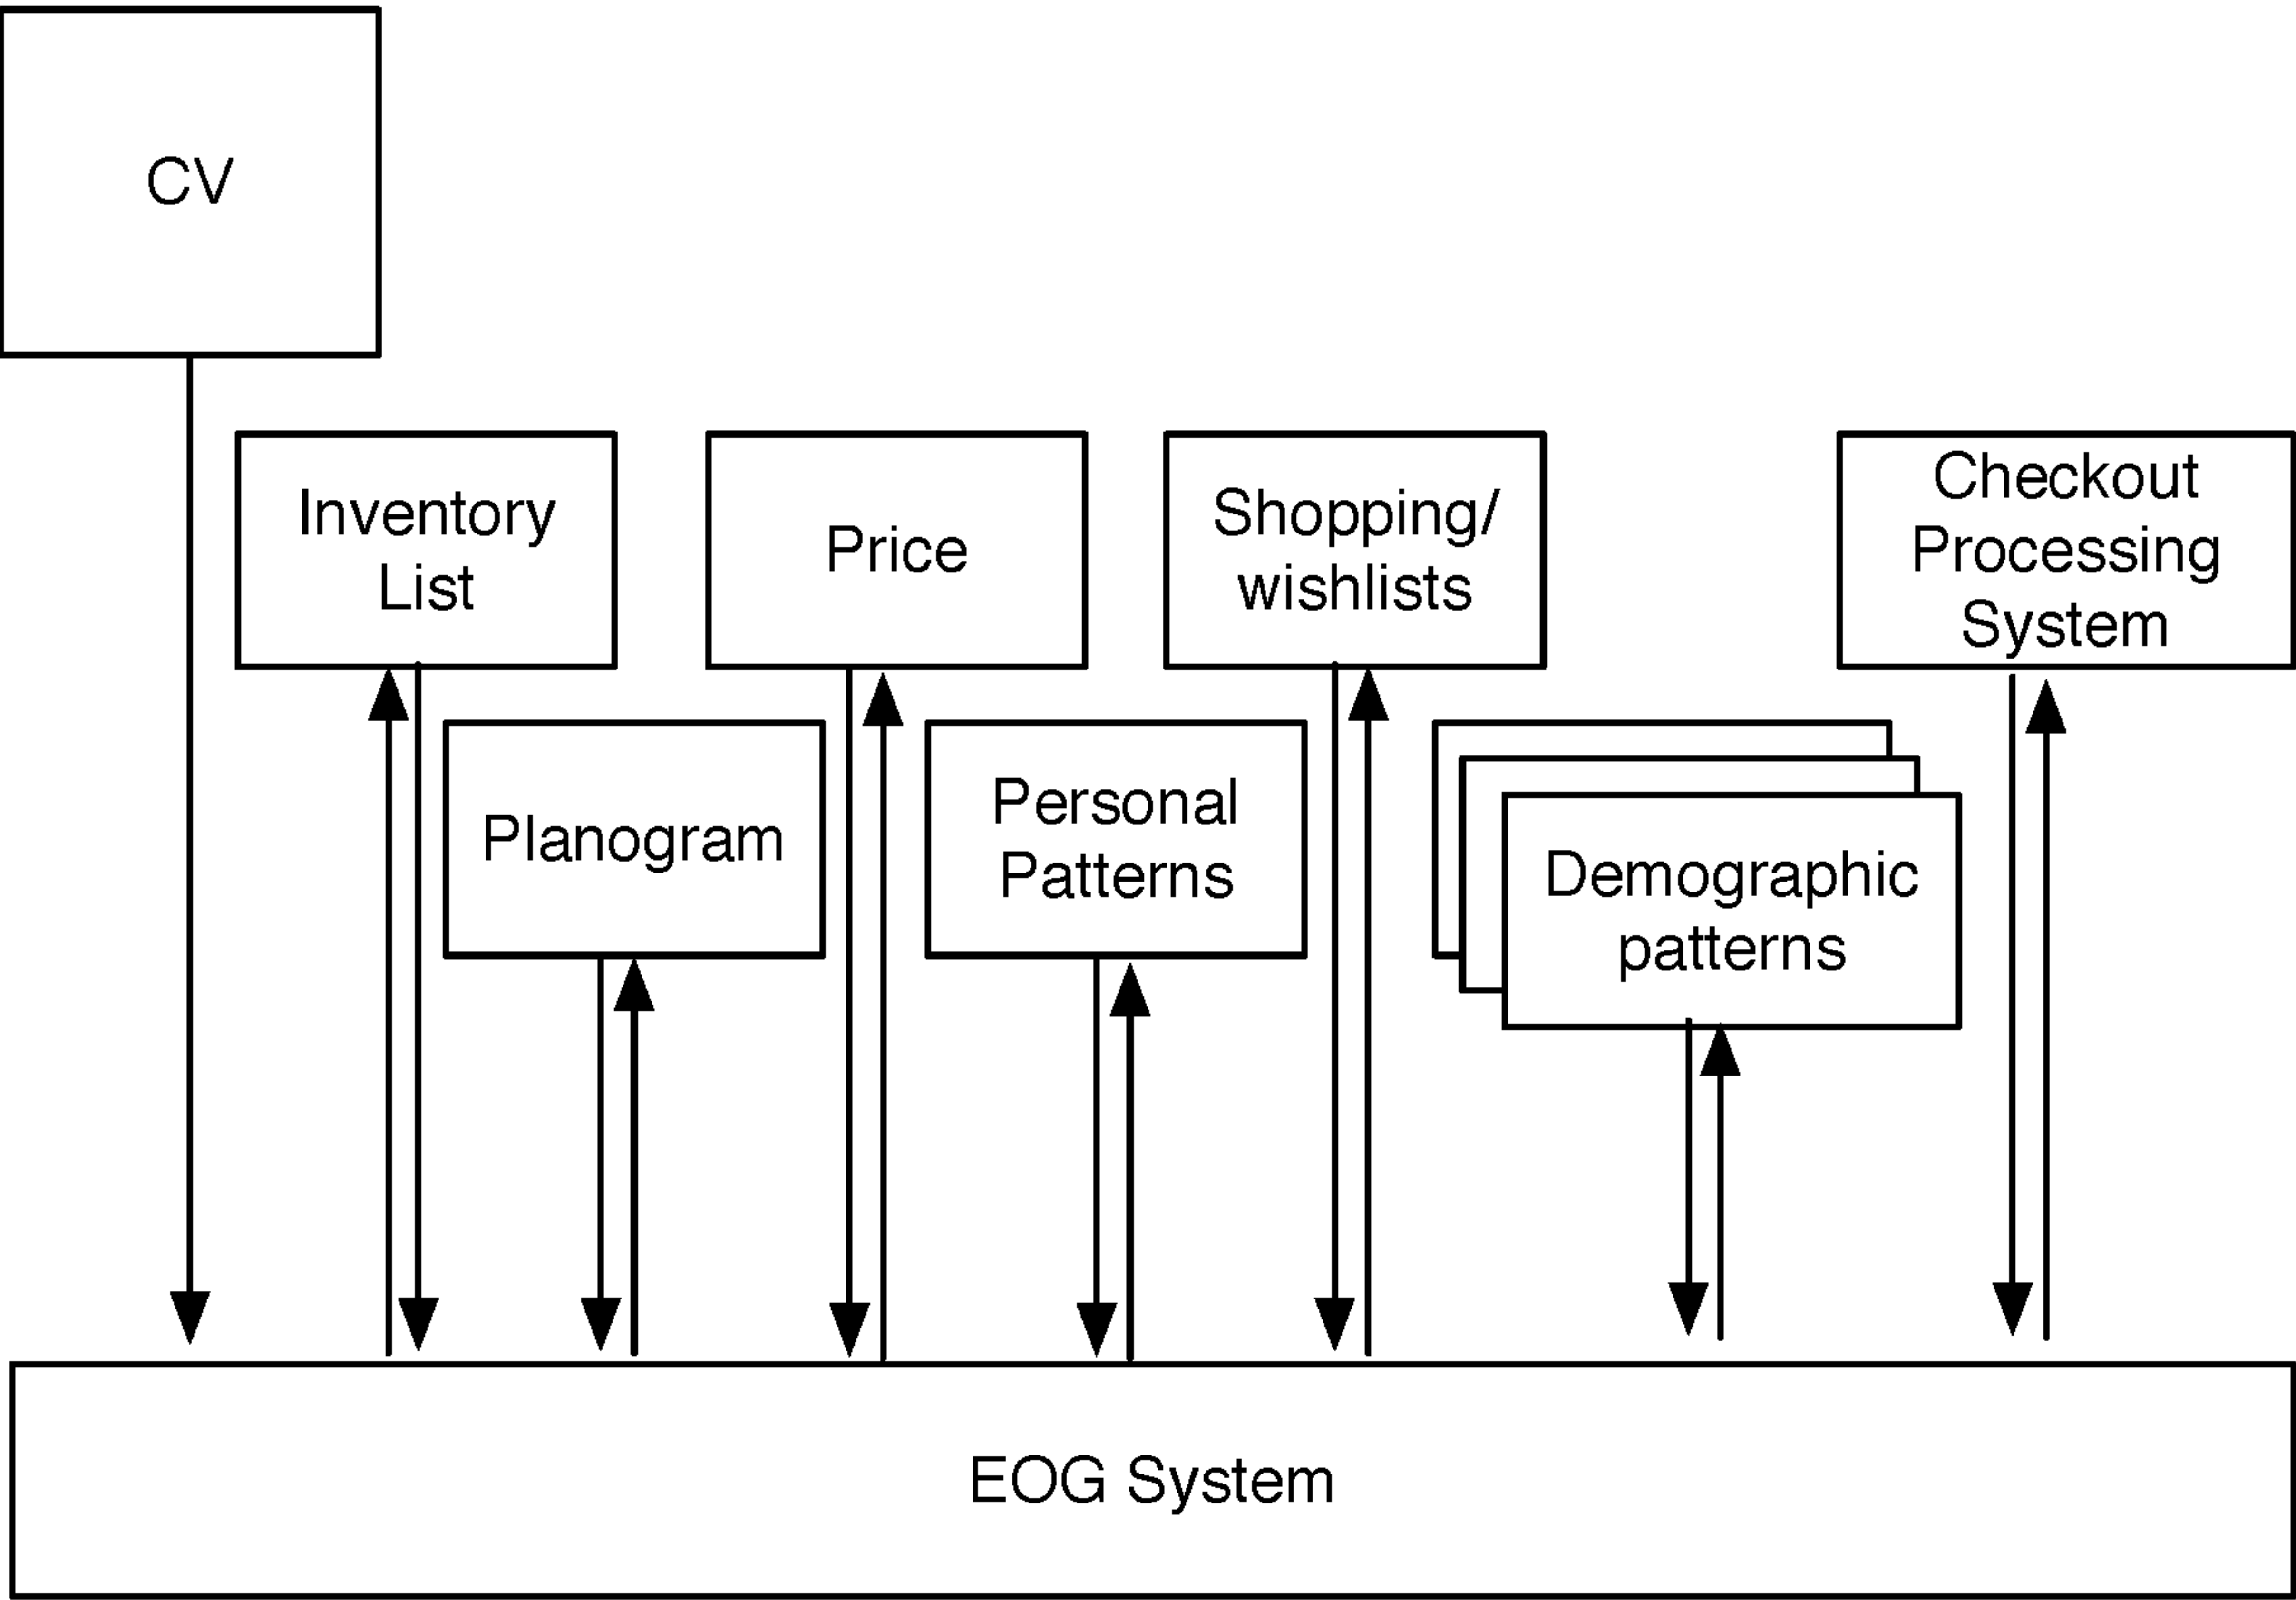 CV
Inventory
List
Price
Shopping/
wishlists
Checkout
Processing
System
Planogram
Personal
Patterns
Demographic
patterns
EOG System